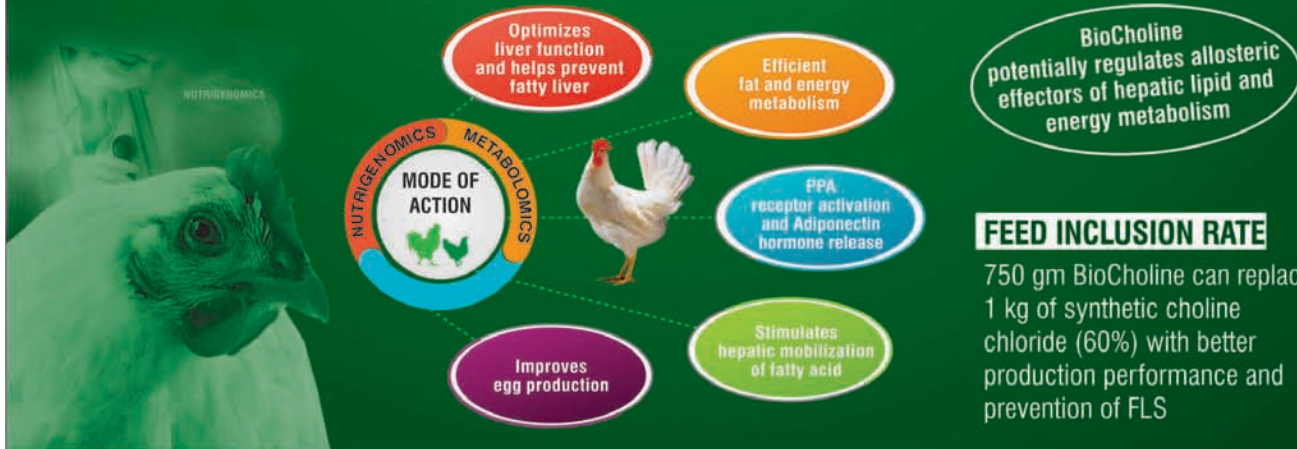 NUTRIGENOMICS
Optimizes
liver function
and helps prevent
fatty liver
Efficient
fat and energy
metabolism
BioCholine
potentially regulates allosteric
effectors of hepatic lipid and
energy metabolism
NUTRIGENOMICS
METABOLOMICS
MODE OF
ACTION
PPA
receptor activation
and Adiponectin
hormone release
Stimulates
hepatic mobilization
of fatty acid
Improves
egg production
FEED INCLUSION RATE
750 gm BioCholine can replac
1 kg of synthetic choline
chloride (60%) with better
production performance and
prevention of FLS